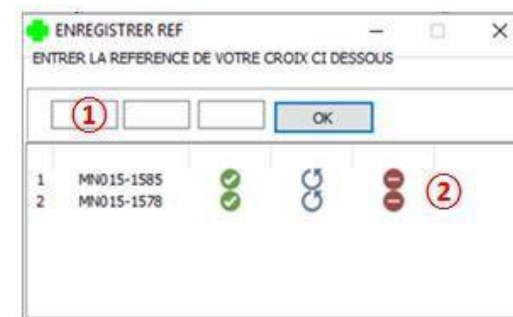 ENREGISTRER REF
ENTRER LA REFERENCE DE VOTRE CROIX CI DESSOUS
1 OK
1 MN015-1585
2 MN015-1578
2